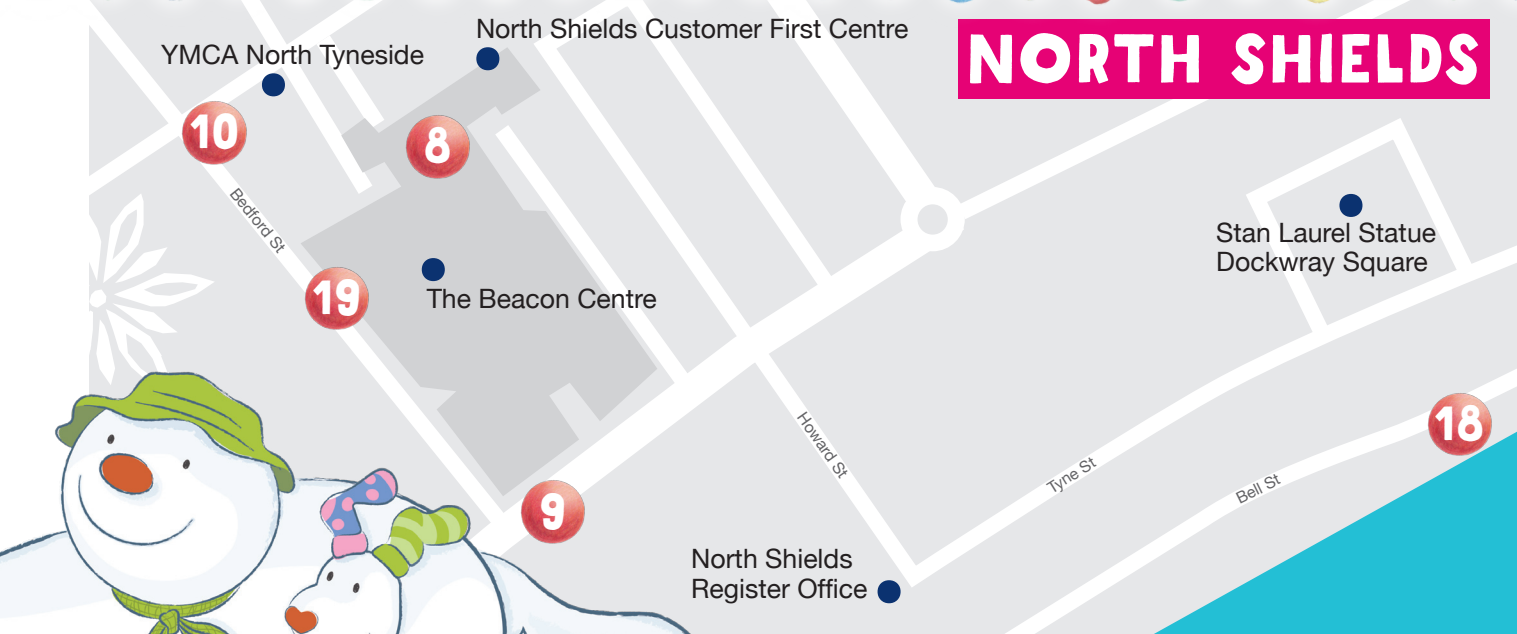 North Shields Customer First Centre
NORTH SHIELDS
YMCA North Tyneside
10
8
Bedford St
Stan Laurel Statue
Dockwray Square
19
The Beacon Centre
18
Howard St
Tyne St
Bell St
9
North Shields
Register Office